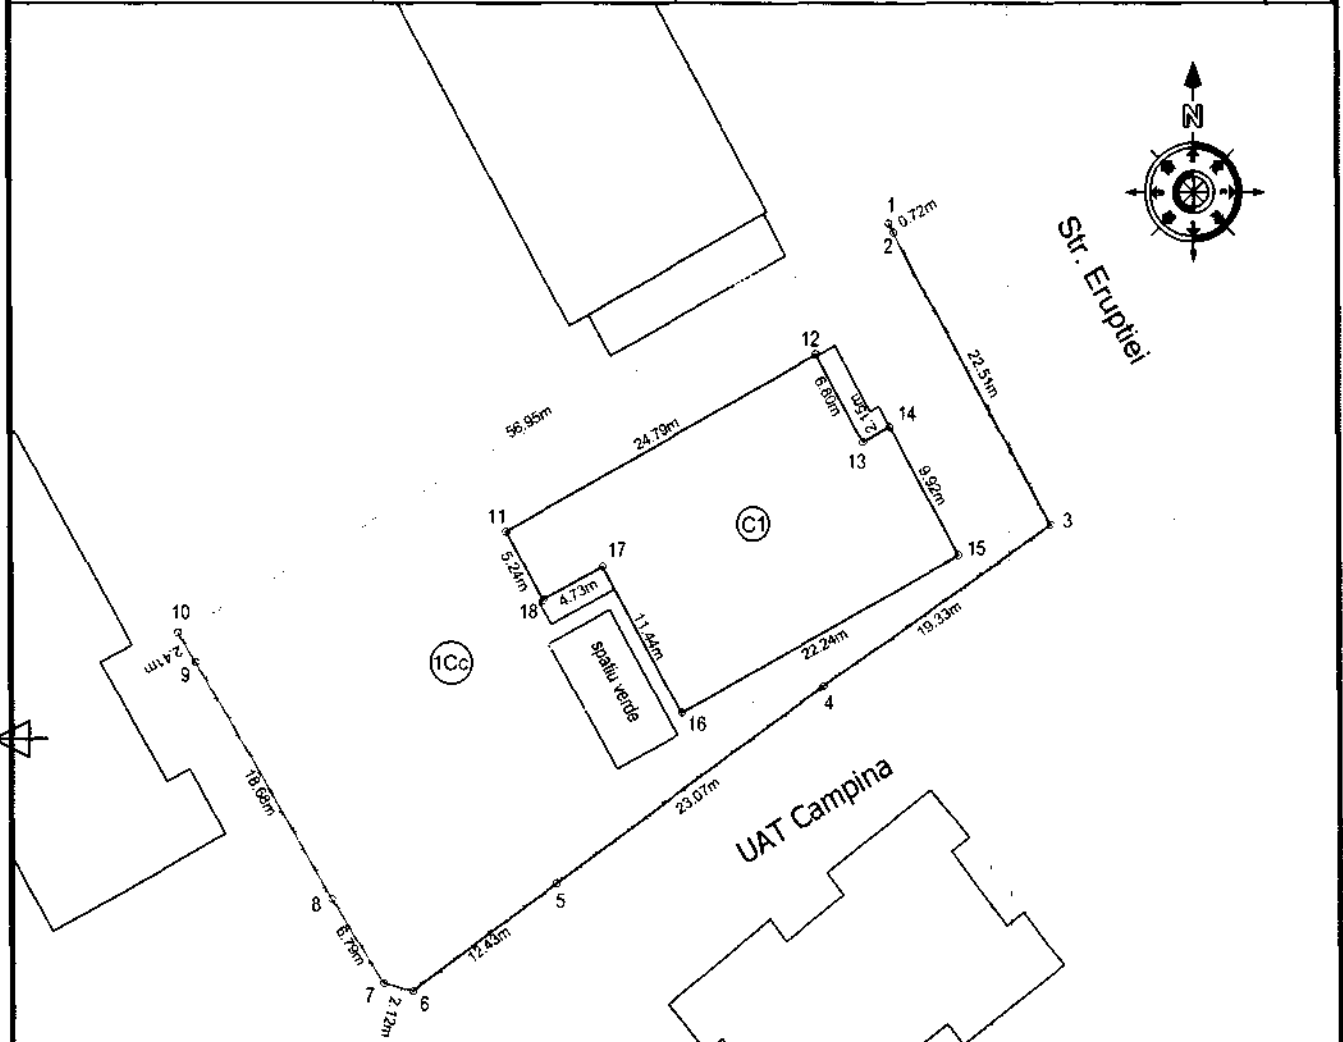 N
1
0.72m
2
Str. Eruptiei
22.51m
12
6.80m
2.15m
14
13
56.95m
24.79m
9.92m
11
C1
3
17
15
5.24m
4.73m
18
11.44m
19.33m
10
22.24m
2.41m
9
1Cc
spatiu verde
16
4
18.68m
23.07m
UAT Campina
8
5
6.79m
12.43m
7
6
2.12m